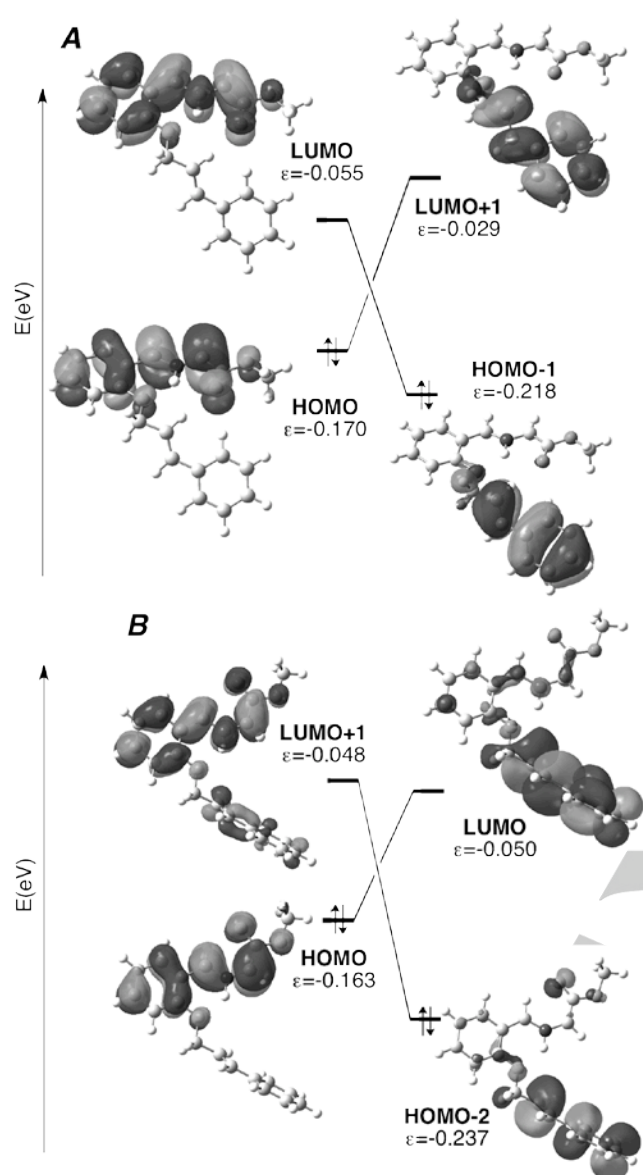 A
E(eV)
LUMO
ε=-0.055
LUMO+1
ε=-0.029
HOMO
ε=-0.170
HOMO-1
ε=-0.218
B
E(eV)
LUMO+1
ε=-0.048
LUMO
ε=-0.050
HOMO
ε=-0.163
HOMO-2
ε=-0.237